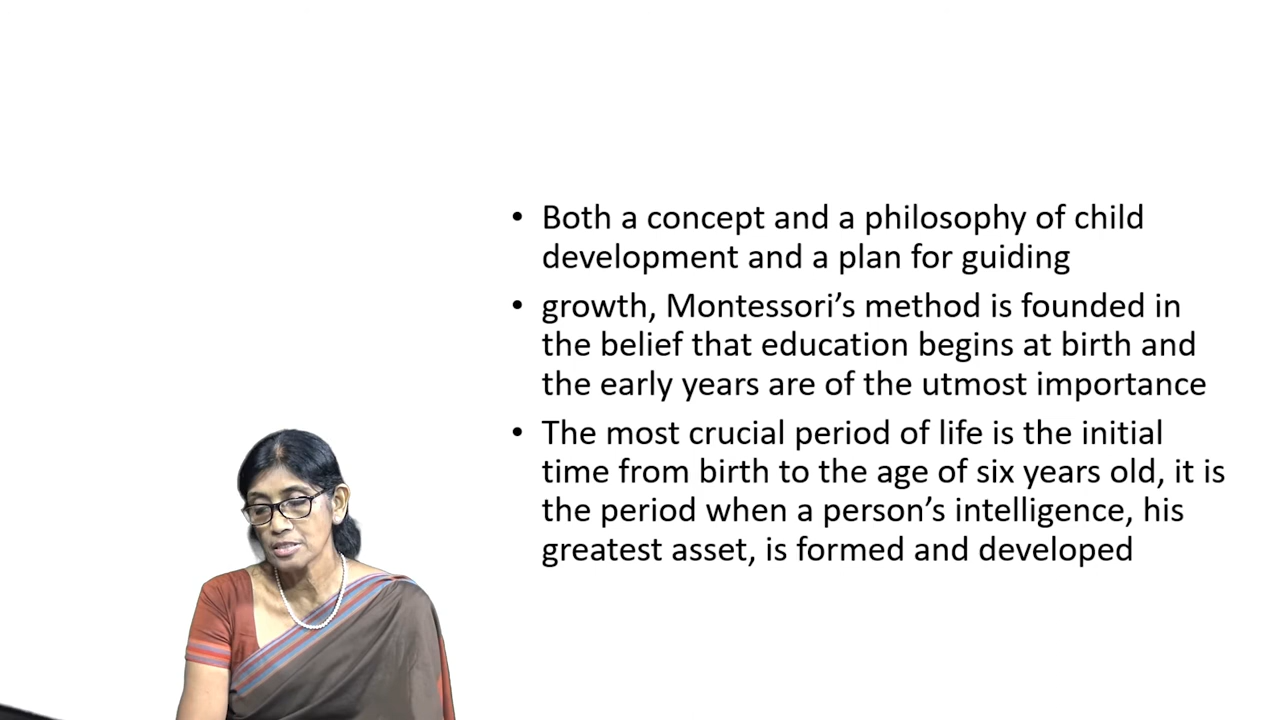 • Both a concept and a philosophy of child
development and a plan for guiding
• growth, Montessori’s method is founded in
the belief that education begins at birth and
the early years are of the utmost importance
• The most crucial period of life is the initial
time from birth to the age of six years old, it is
the period when a person’s intelligence, his
greatest asset, is formed and developed